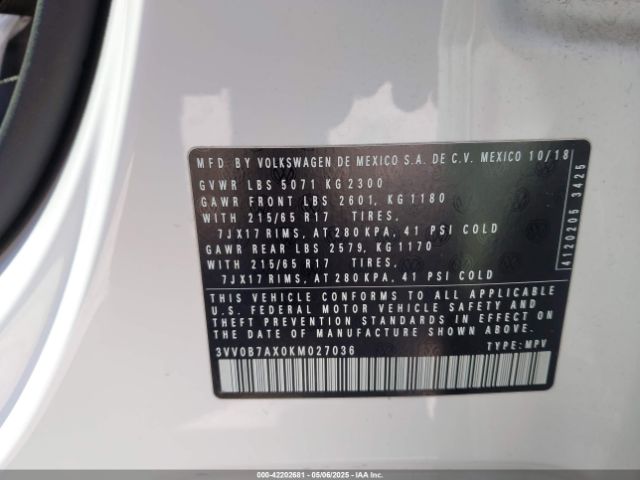 MFD BY VOLKSWAGEN DE MEXICO S.A. DE C.V. MEXICO 10/18
GVWR LBS 5071 KG 2300
GAWR FRONT LBS 2601, KG 1180
WITH 215/65 R17 TIRES,
7JX17 RIMS, AT 280 KPA, 41 PSI COLD
GAWR REAR LBS 2579, KG 1170
WITH 215/65 R17 TIRES,
7JX17 RIMS, AT 280 KPA, 41 PSI COLD
THIS VEHICLE CONFORMS TO ALL APPLICABLE
U.S. FEDERAL MOTOR VEHICLE SAFETY AND
THEFT PREVENTION STANDARDS IN EFFECT ON
THE DATE OF MANUFACTURE SHOWN ABOVE.
3VV0B7AX0KM027036 TYPE: MPV
4120205 3425
000-42202681 - 05/06/2025 - IAAI.COM